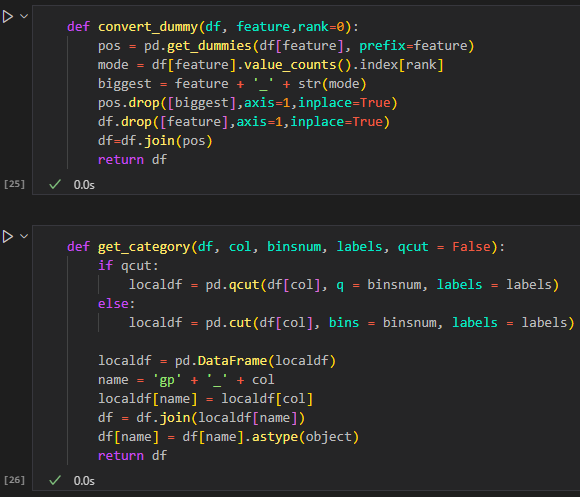 def convert_dummy(df, feature,rank=0):
    pos = pd.get_dummies(df[feature], prefix=feature)
    mode = df[feature].value_counts().index[rank]
    biggest = feature + '_' + str(mode)
    pos.drop([biggest],axis=1,inplace=True)
    df.drop([feature],axis=1,inplace=True)
    df=df.join(pos)
    return df
[25] 0.0s
def get_category(df, col, binsnum, labels, qcut = False):
    if qcut:
        localdf = pd.qcut(df[col], q = binsnum, labels = labels)
    else:
        localdf = pd.cut(df[col], bins = binsnum, labels = labels)
    localdf = pd.DataFrame(localdf)
    name = 'gp' + '_' + col
    localdf[name] = localdf[col]
    df = df.join(localdf[name])
    df[name] = df[name].astype(object)
    return df
[26] 0.0s